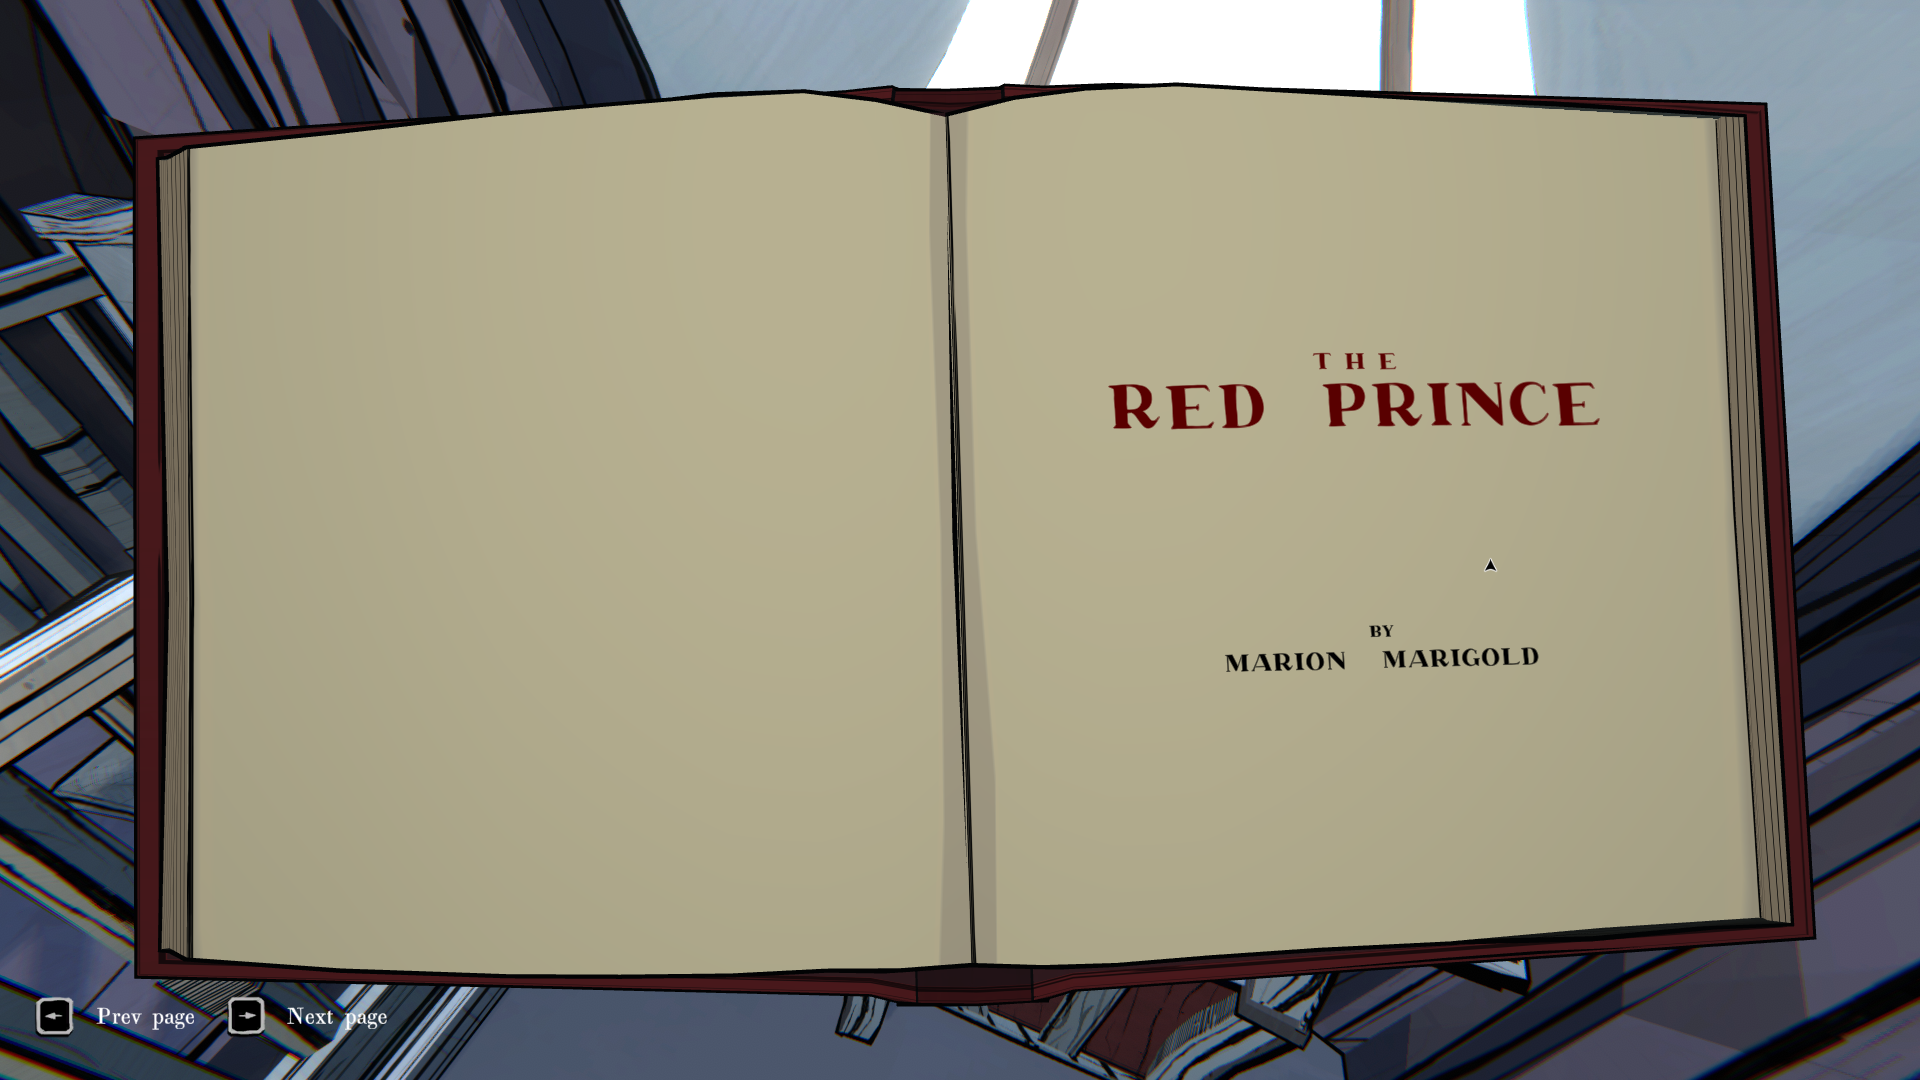 THE
RED PRINCE
BY
MARION MARIGOLD
Prev page
Next page